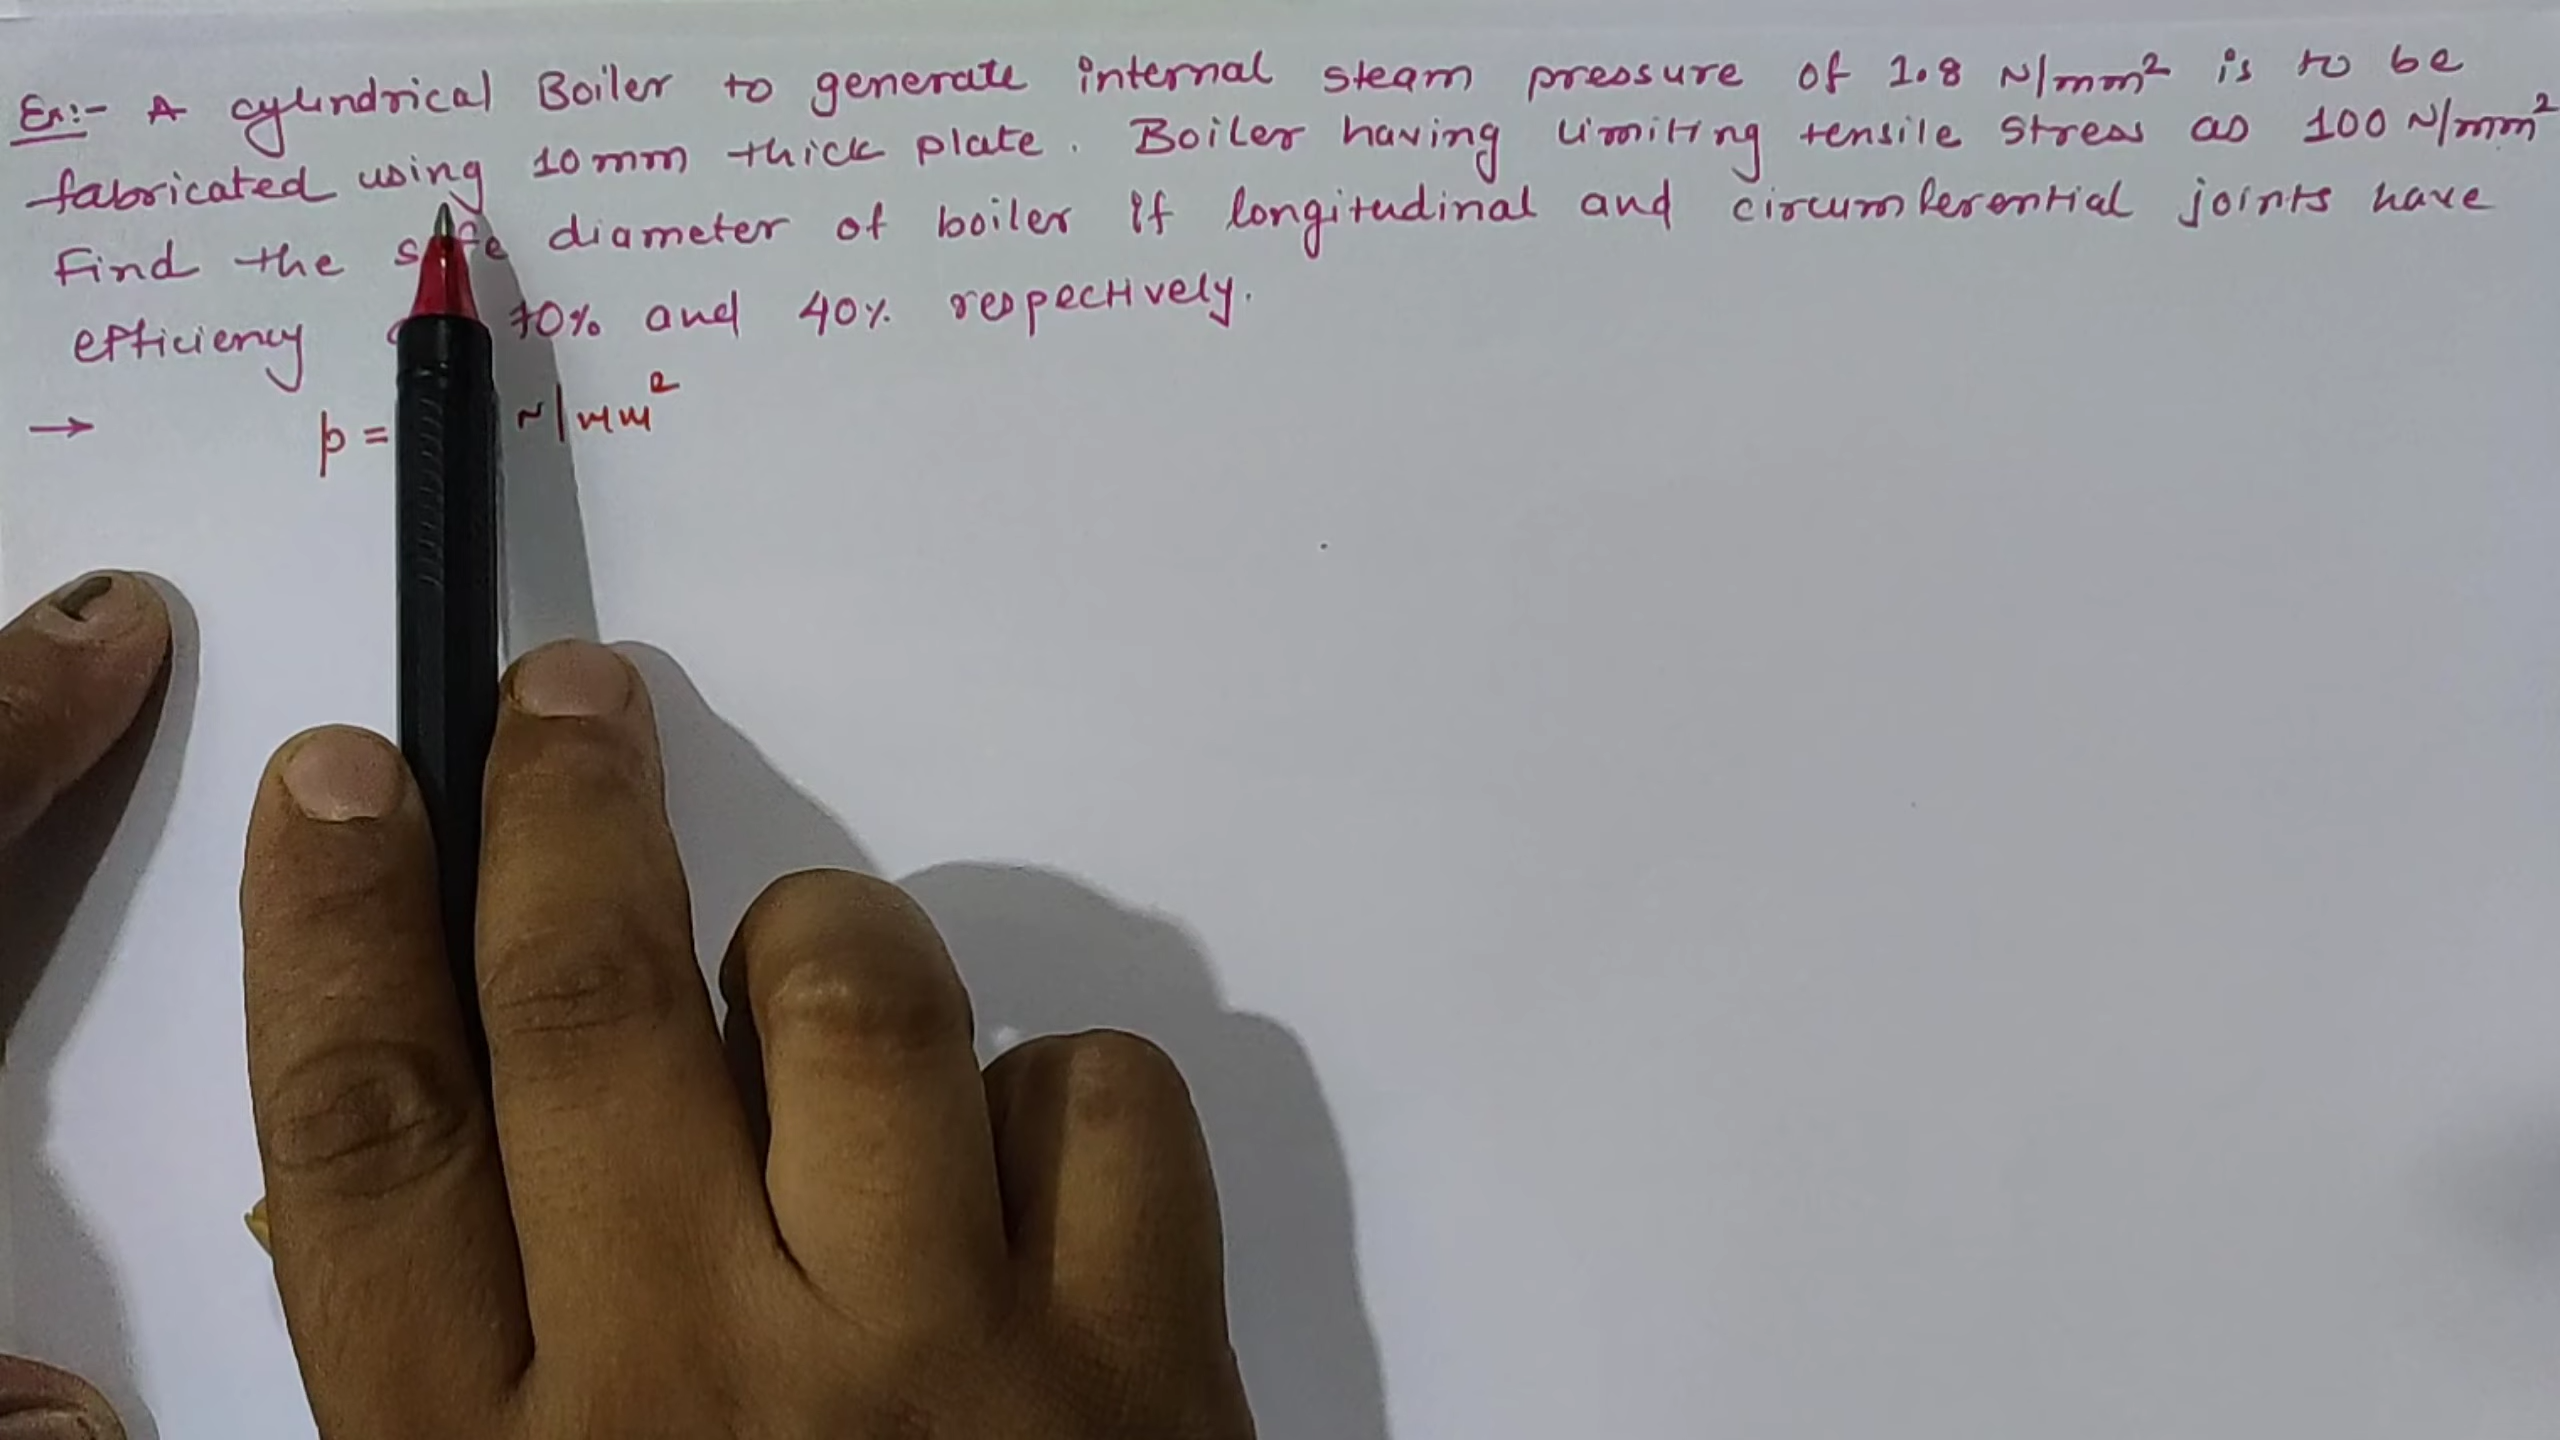 Ex:- A cylindrical Boiler to generate internal steam pressure of 1.8 N/mm² is to be
fabricated using 10mm thick plate. Boiler having limiting tensile stress as 100 N/mm²
Find the diameter of boiler if longitudinal and circumferential joints have
efficiency 70% and 40% respectively.
→ p = N/mm²